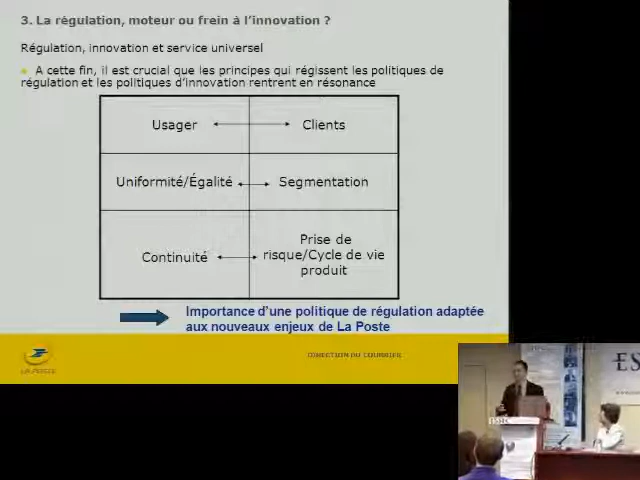 3. La régulation, moteur ou frein à l’innovation ?
Régulation, innovation et service universel
A cette fin, il est crucial que les principes qui régissent les politiques de
régulation et les politiques d’innovation rentrent en résonance
Usager Clients
Uniformité/Égalité Segmentation
Continuité
Prise de
risque/Cycle de vie
produit
Importance d’une politique de régulation adaptée
aux nouveaux enjeux de La Poste
LA POSTE
DIRECTION DU COURRIER
ES